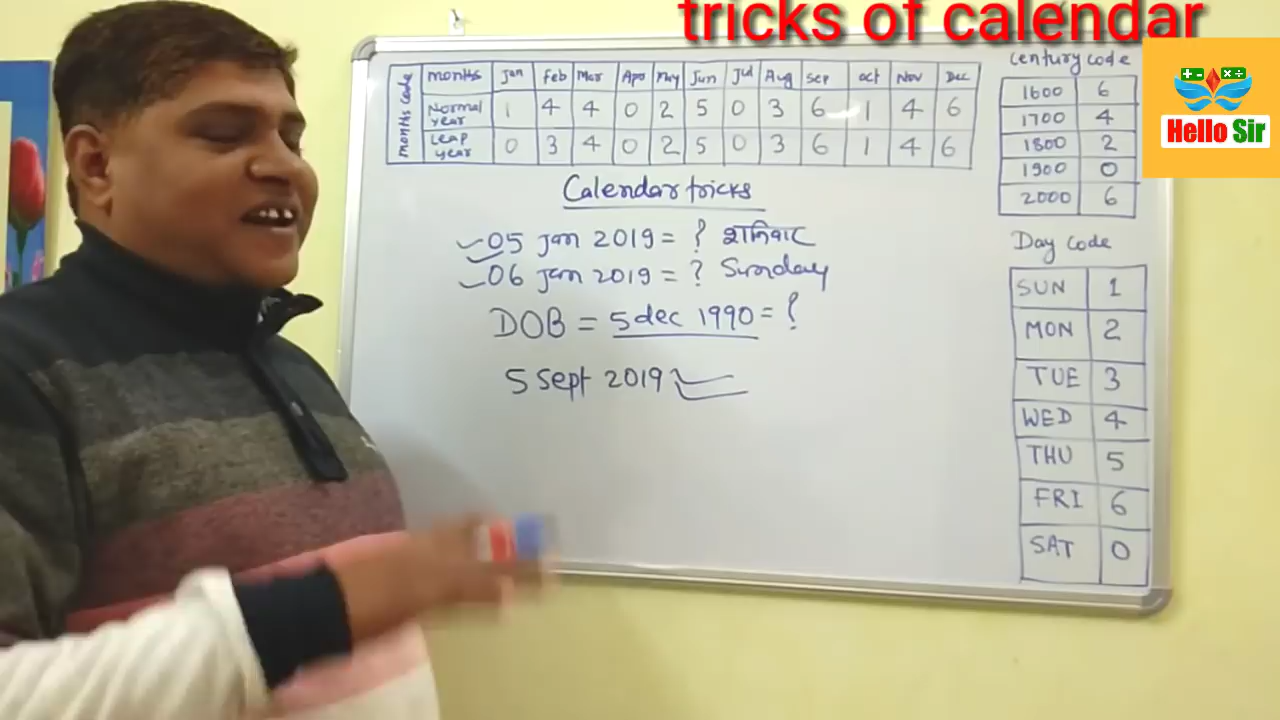 tricks of calendar
months code
months Jan Feb Mar Apr May Jun Jul Aug Sep Oct Nov Dec
Normal year 1 4 4 0 2 5 0 3 6 1 4 6
Leap year 0 3 4 0 2 5 0 3 6 1 4 6
Calendar tricks
05 Jan 2019 = ? शनिवार
06 Jan 2019 = ? Sunday
DOB = 5 dec 1990 = ?
5 Sept 2019
Century code
1600 6
1700 4
1800 2
1900 0
2000 6
Day code
SUN 1
MON 2
TUE 3
WED 4
THU 5
FRI 6
SAT 0
Hello Sir